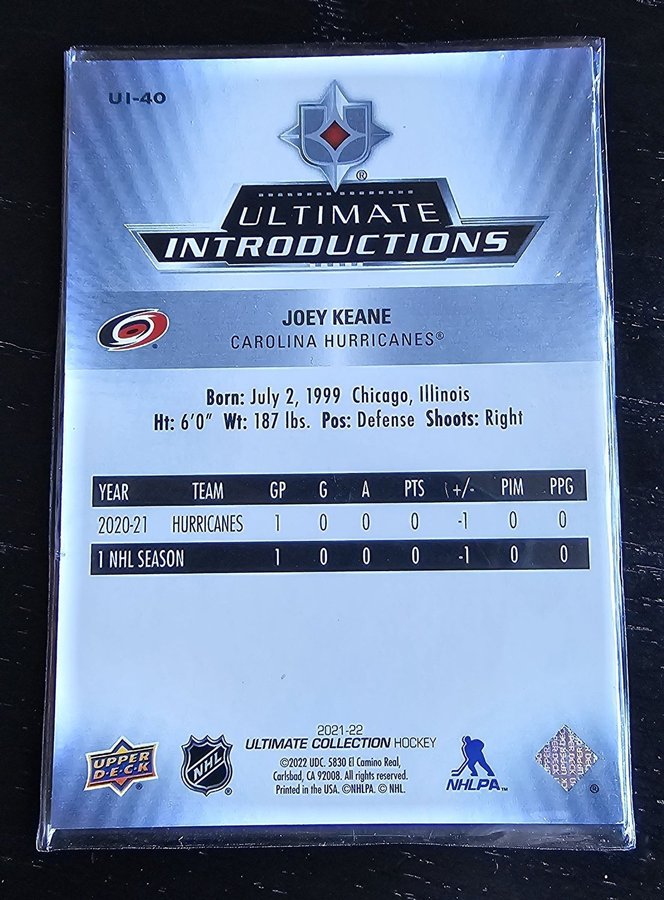 UI-40
®
ULTIMATE
INTRODUCTIONS
JOEY KEANE
CAROLINA HURRICANES®
Born: July 2, 1999 Chicago, Illinois
Ht: 6'0" Wt: 187 lbs. Pos: Defense Shoots: Right
YEAR TEAM GP G A PTS +/- PIM PPG
2020-21 HURRICANES 1 0 0 0 -1 0 0
1 NHL SEASON 1 0 0 0 -1 0 0
2021-22
ULTIMATE COLLECTION HOCKEY
©2022 UDC. 5830 El Camino Real,
Carlsbad, CA 92008. All rights reserved.
Printed in the USA. ©NHLPA. © NHL.
UPPER
D·E·C·K
®
NHL
®
NHLPA™
UPPER DECK
®